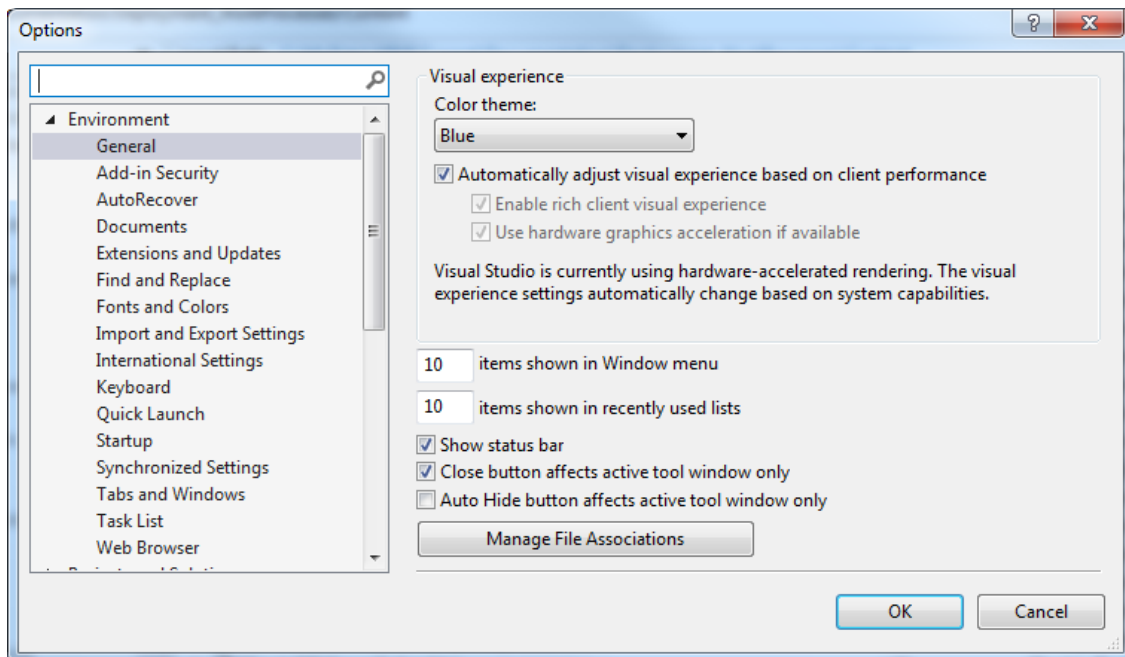 Options
Environment
General
Add-in Security
AutoRecover
Documents
Extensions and Updates
Find and Replace
Fonts and Colors
Import and Export Settings
International Settings
Keyboard
Quick Launch
Startup
Synchronized Settings
Tabs and Windows
Task List
Web Browser
Visual experience
Color theme:
Blue
Automatically adjust visual experience based on client performance
Enable rich client visual experience
Use hardware graphics acceleration if available
Visual Studio is currently using hardware-accelerated rendering. The visual
experience settings automatically change based on system capabilities.
10 items shown in Window menu
10 items shown in recently used lists
Show status bar
Close button affects active tool window only
Auto Hide button affects active tool window only
Manage File Associations
OK
Cancel